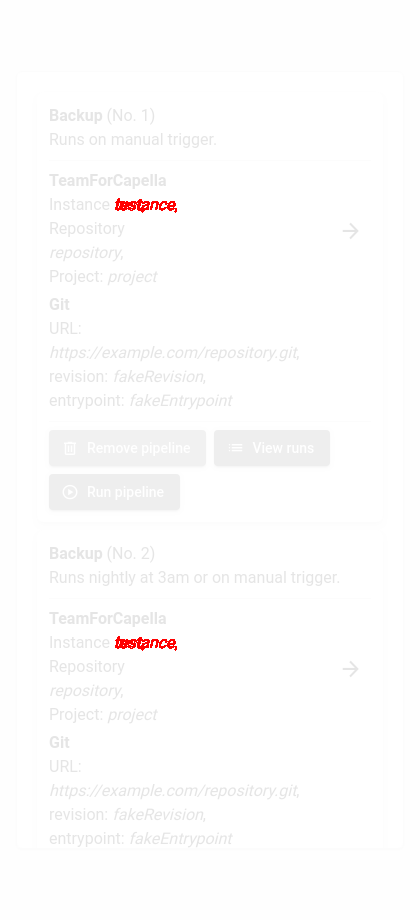 Backup (No. 1)
Runs on manual trigger.
TeamForCapella
Instance
Repository
repository,
Project: project
Git
URL:
https://example.com/repository.git,
revision: fakeRevision,
entrypoint: fakeEntrypoint
Remove pipeline
View runs
Run pipeline
Backup (No. 2)
Runs nightly at 3am or on manual trigger.
TeamForCapella
Instance
Repository
repository,
Project: project
Git
URL:
https://example.com/repository.git,
revision: fakeRevision,
entrypoint: fakeEntrypoint